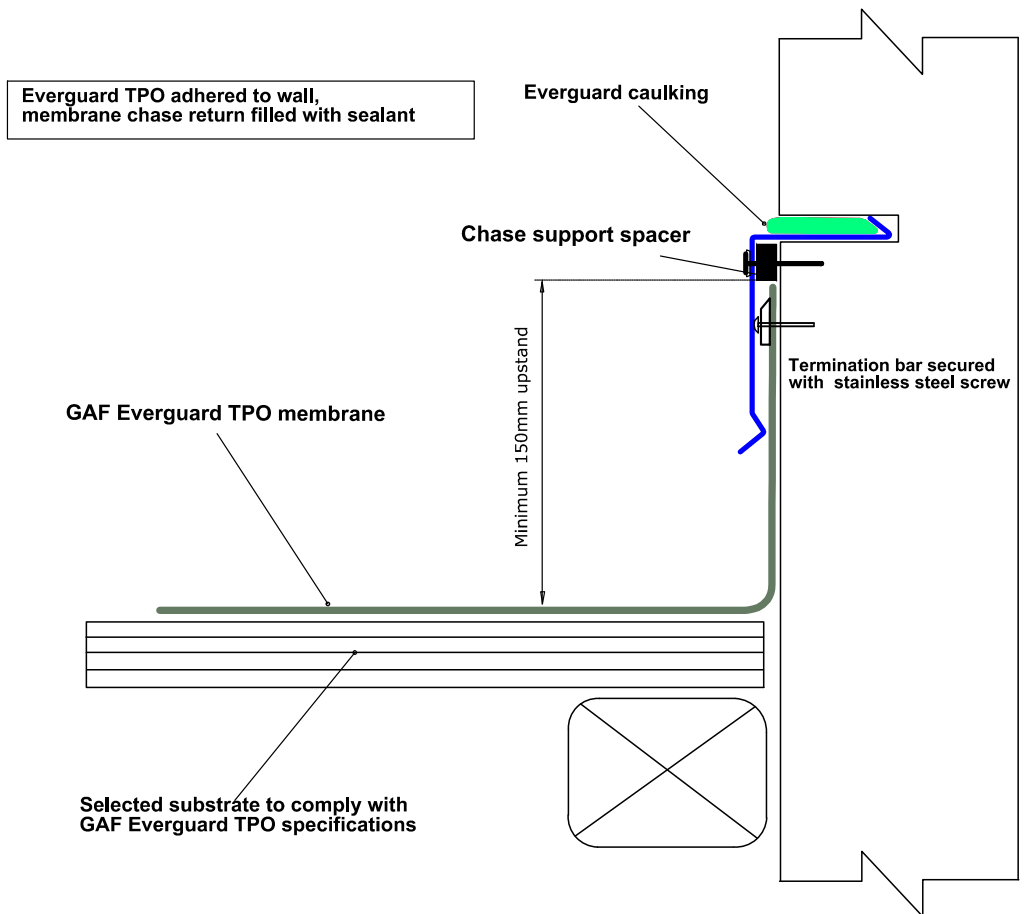 Everguard TPO adhered to wall,
membrane chase return filled with sealant
Everguard caulking
Chase support spacer
Minimum 150mm upstand
Termination bar secured
with stainless steel screw
GAF Everguard TPO membrane
Selected substrate to comply with
GAF Everguard TPO specifications